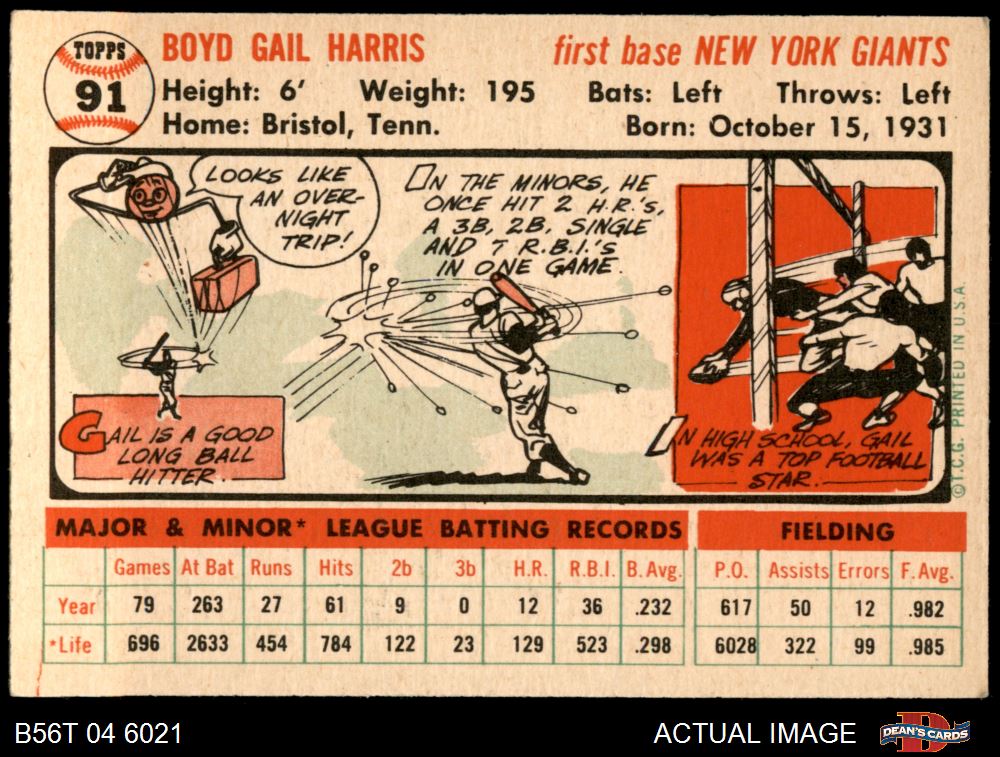 TOPPS
91
BOYD GAIL HARRIS
first base NEW YORK GIANTS
Height: 6' Weight: 195 Bats: Left Throws: Left
Home: Bristol, Tenn. Born: October 15, 1931
LOOKS LIKE
AN OVER-
NIGHT
TRIP!
GAIL IS A GOOD
LONG BALL
HITTER.
IN THE MINORS, HE
ONCE HIT 2 H.R.'s,
A 3B, 2B, SINGLE
AND 7 R.B.I.'s
IN ONE GAME.
IN HIGH SCHOOL, GAIL
WAS A TOP FOOTBALL
STAR.
© T.C.G. PRINTED IN U.S.A.
MAJOR & MINOR* LEAGUE BATTING RECORDS FIELDING
Games At Bat Runs Hits 2b 3b H.R. R.B.I. B. Avg. P.O. Assists Errors F. Avg.
Year 79 263 27 61 9 0 12 36 .232 617 50 12 .982
*Life 696 2633 454 784 122 23 129 523 .298 6028 322 99 .985
B56T 04 6021 ACTUAL IMAGE
D
DEAN'S CARDS